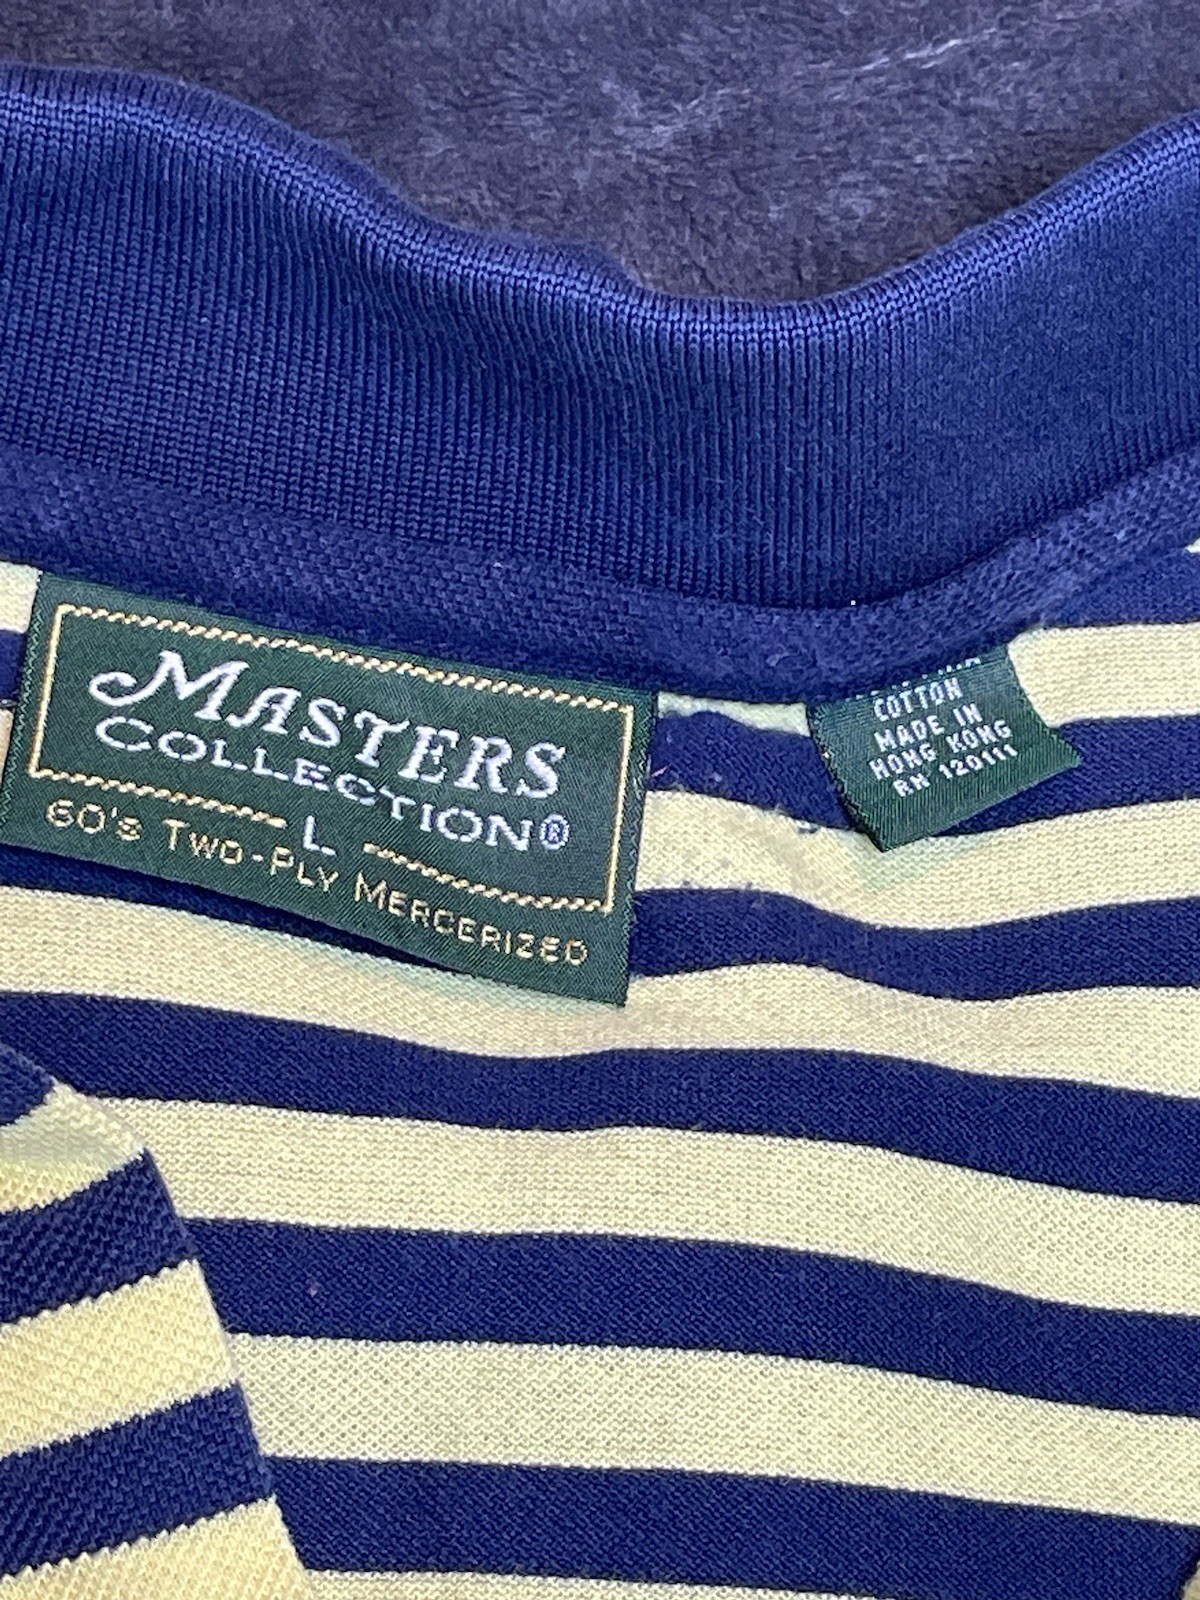 MASTERS
COLLECTION®
L
60's TWO-PLY MERCERIZED
COTTON
MADE IN
HONG KONG
RN 120111